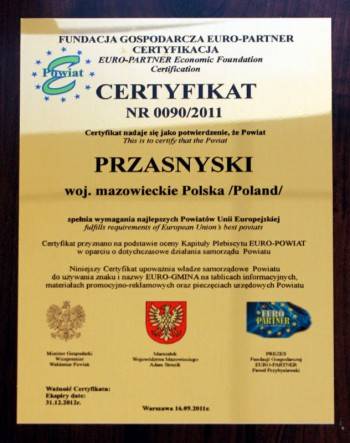 FUNDACJA GOSPODARCZA EURO-PARTNER
CERTYFIKACJA
EURO-PARTNER Economic Foundation
Certification
Powiat
CERTYFIKAT
NR 0090/2011
Certyfikat nadaje się jako potwierdzenie, że Powiat
This is to certify that the Powiat
PRZASNYSKI
woj. mazowieckie Polska /Poland/
spełnia wymagania najlepszych Powiatów Unii Europejskiej
fulfills requirements of European Union's best poviats
Certyfikat przyznano na podstawie oceny Kapituły Plebiscytu EURO-POWIAT
w oparciu o dotychczasowe działania samorządu Powiatu
Niniejszy Certyfikat upoważnia władze samorządowe Powiatu
do używania znaku i nazwy EURO-GMINA na tablicach informacyjnych,
materiałach promocyjno-reklamowych oraz pieczęciach urzędowych Powiatu
EURO
PARTNER
Minister Gospodarki
Wicepremier
Waldemar Pawlak
Marszałek
Województwa Mazowieckiego
Adam Struzik
PREZES
Fundacji Gospodarczej
EURO-PARTNER
Paweł Przybyławski
Ważność Certyfikatu:
Expiry date:
31.12.2012r.
Warszawa 16.09.2011r.